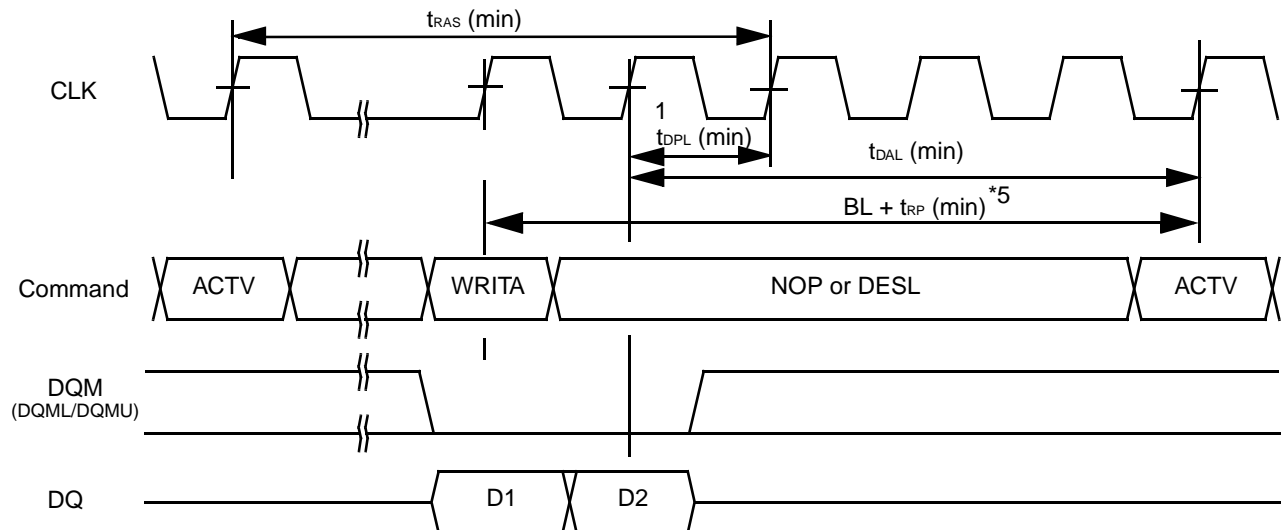 tRAS (min)
CLK
1
tDPL (min)
tDAL (min)
BL + tRP (min) *5
Command ACTV WRITA NOP or DESL ACTV
DQM
(DQML/DQMU)
DQ D1 D2